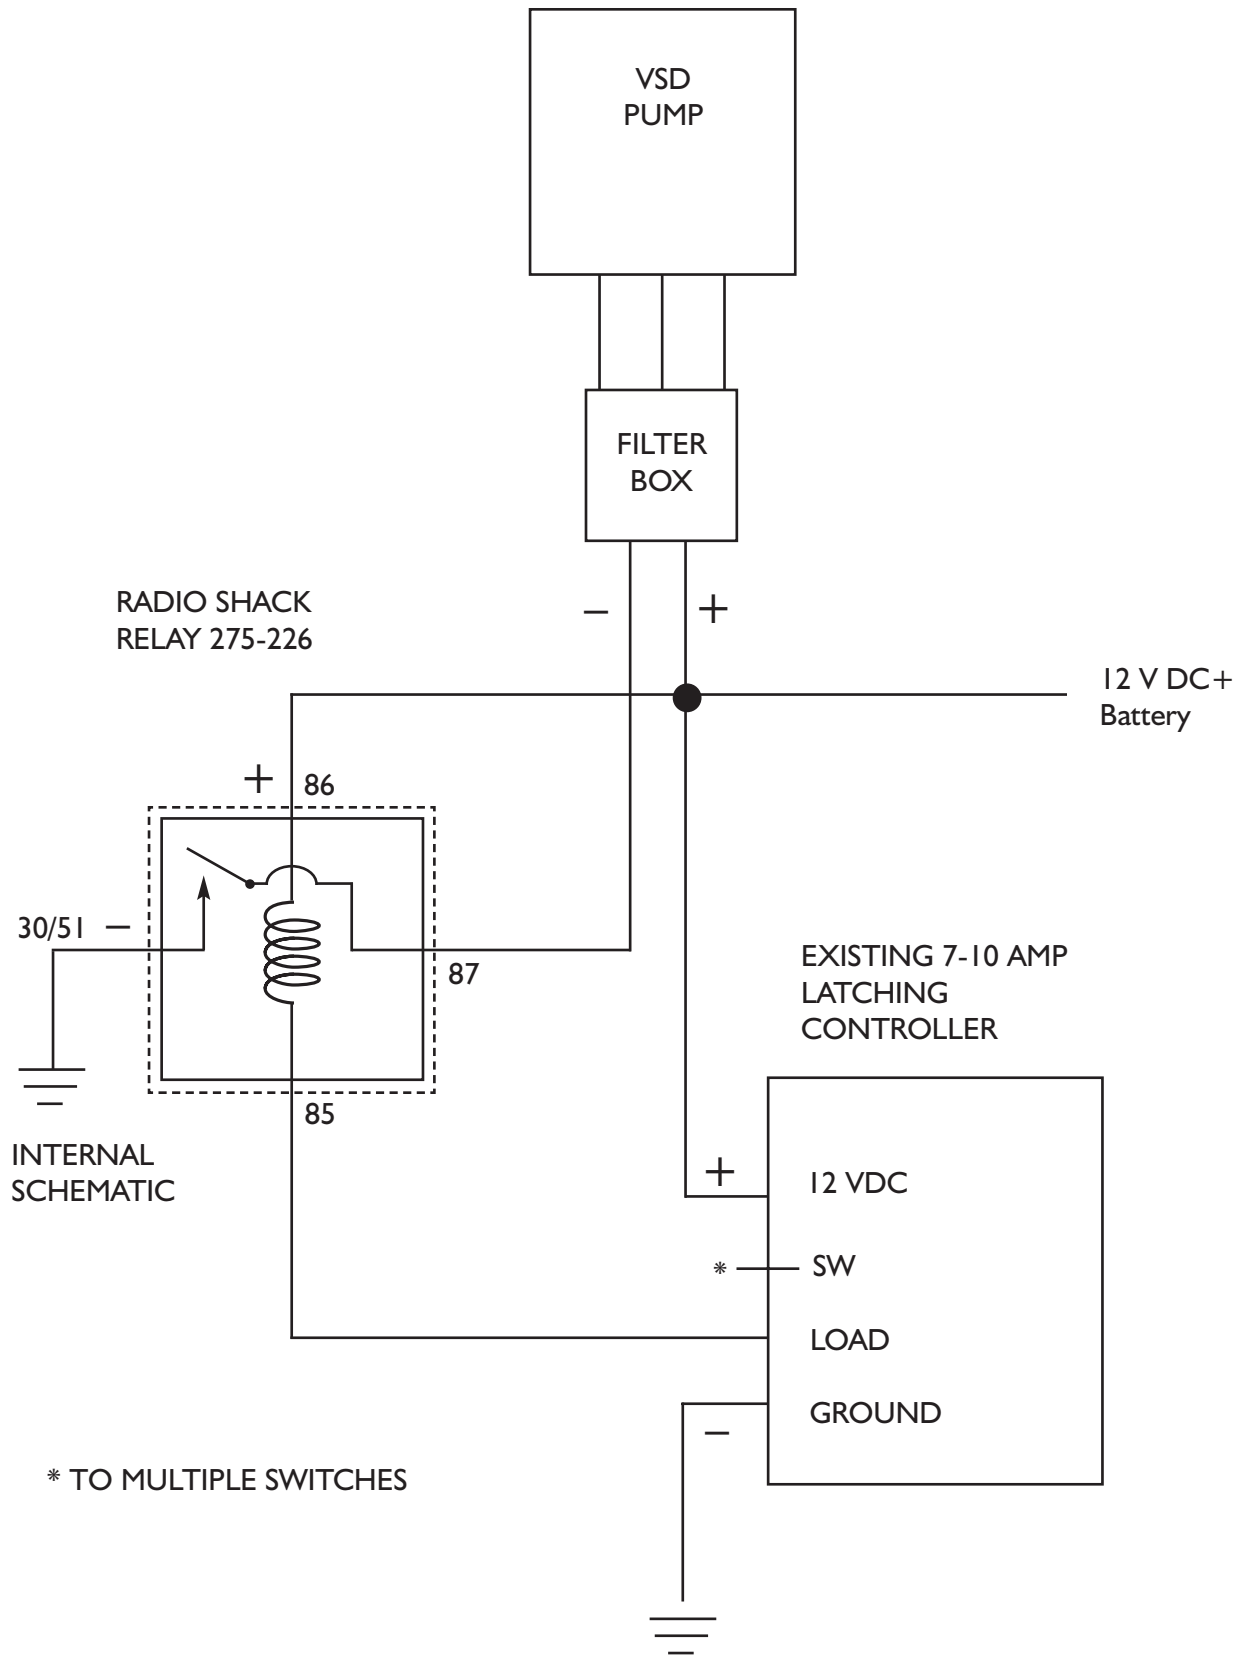 VSD
PUMP
FILTER
BOX
RADIO SHACK
RELAY 275-226
− +
12 V DC+
Battery
+ 86
30/51 −
87
EXISTING 7-10 AMP
LATCHING
CONTROLLER
85
INTERNAL
SCHEMATIC
+ 12 VDC
* SW
LOAD
GROUND
−
* TO MULTIPLE SWITCHES